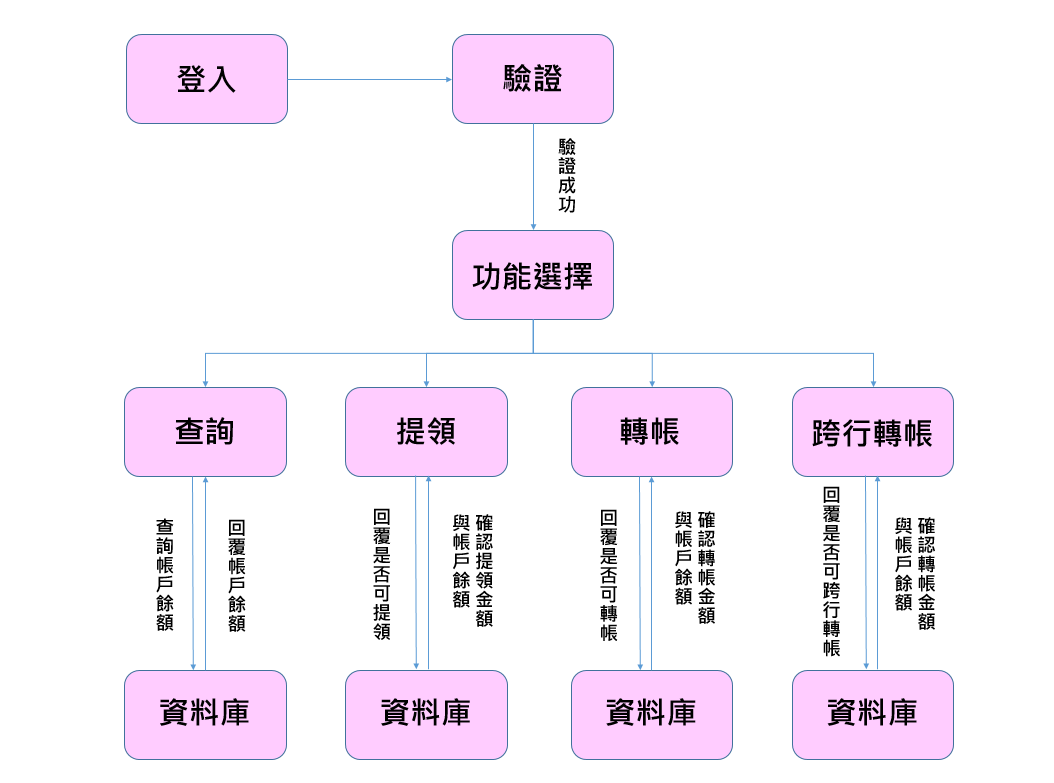 登入
驗證
驗證成功
功能選擇
查詢
提領
轉帳
跨行轉帳
查詢帳戶餘額
回覆帳戶餘額
回覆是否可提領
確認提領金額
與帳戶餘額
回覆是否可轉帳
確認轉帳金額
與帳戶餘額
回覆是否可跨行轉帳
確認轉帳金額
與帳戶餘額
資料庫
資料庫
資料庫
資料庫